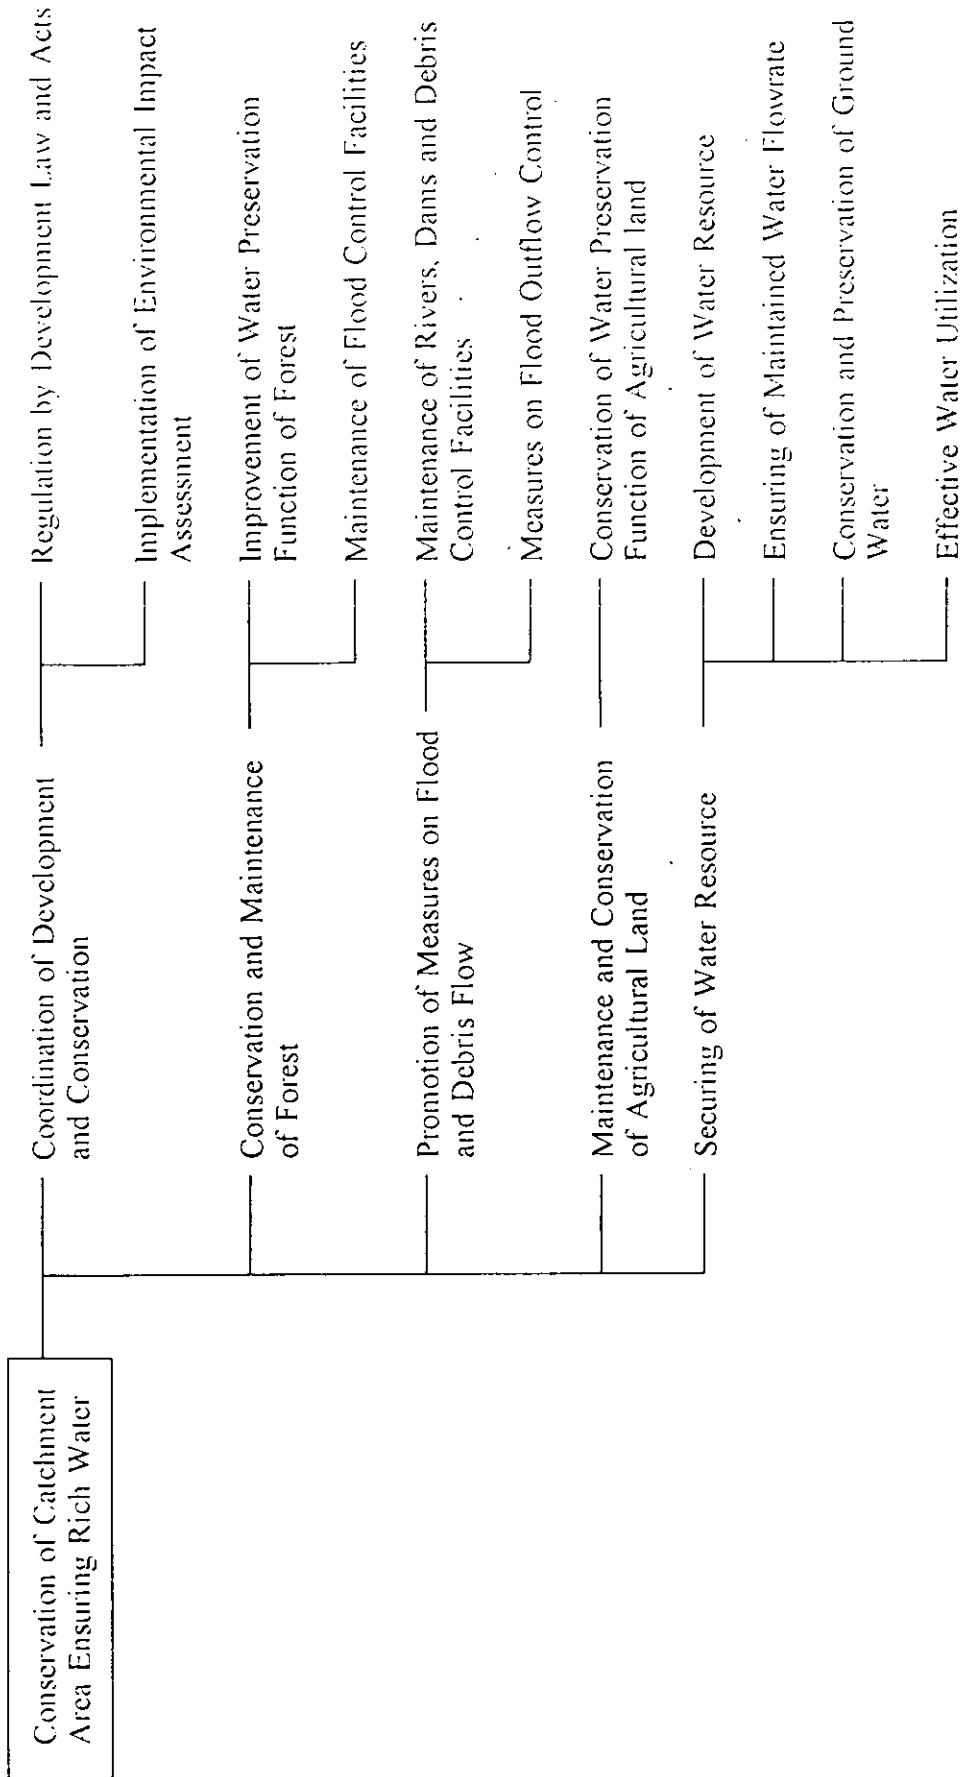 Conservation of Catchment
Area Ensuring Rich Water
Coordination of Development
and Conservation
Regulation by Development Law and Acts
Implementation of Environmental Impact
Assessment
Conservation and Maintenance
of Forest
Improvement of Water Preservation
Function of Forest
Maintenance of Flood Control Facilities
Promotion of Measures on Flood
and Debris Flow
Maintenance of Rivers, Dams and Debris
Control Facilities
Measures on Flood Outflow Control
Maintenance and Conservation
of Agricultural Land
Conservation of Water Preservation
Function of Agricultural land
Securing of Water Resource
Development of Water Resource
Ensuring of Maintained Water Flowrate
Conservation and Preservation of Ground
Water
Effective Water Utilization